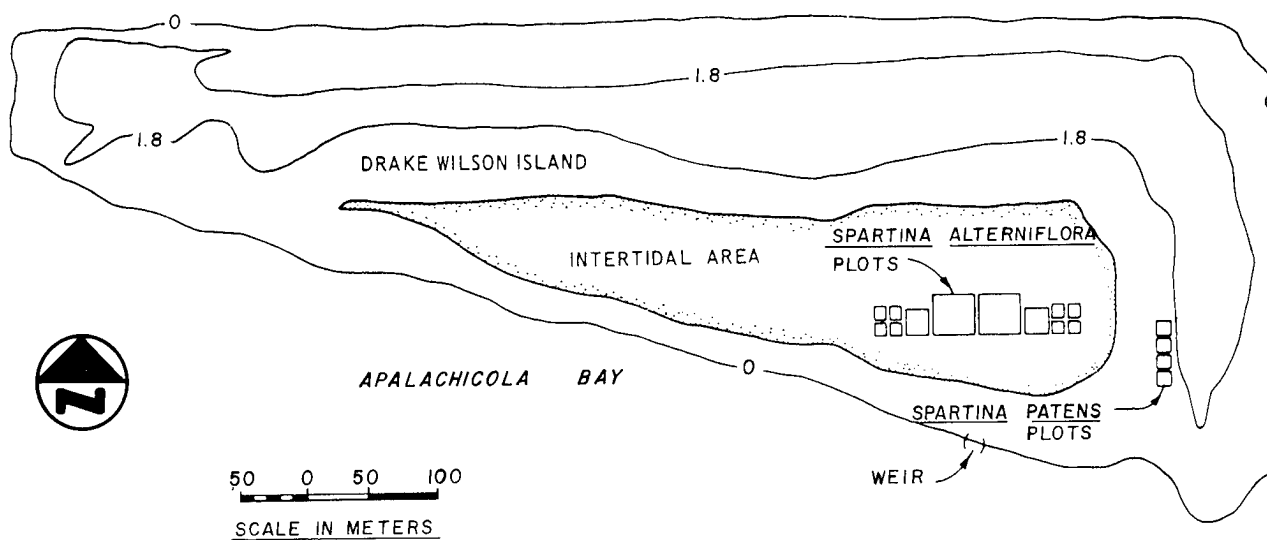 0
1.8
1.8
1.8
DRAKE WILSON ISLAND
SPARTINA ALTERNIFLORA
PLOTS
INTERTIDAL AREA
N
0
APALACHICOLA BAY
SPARTINA PATENS
PLOTS
WEIR
50 0 50 100
SCALE IN METERS